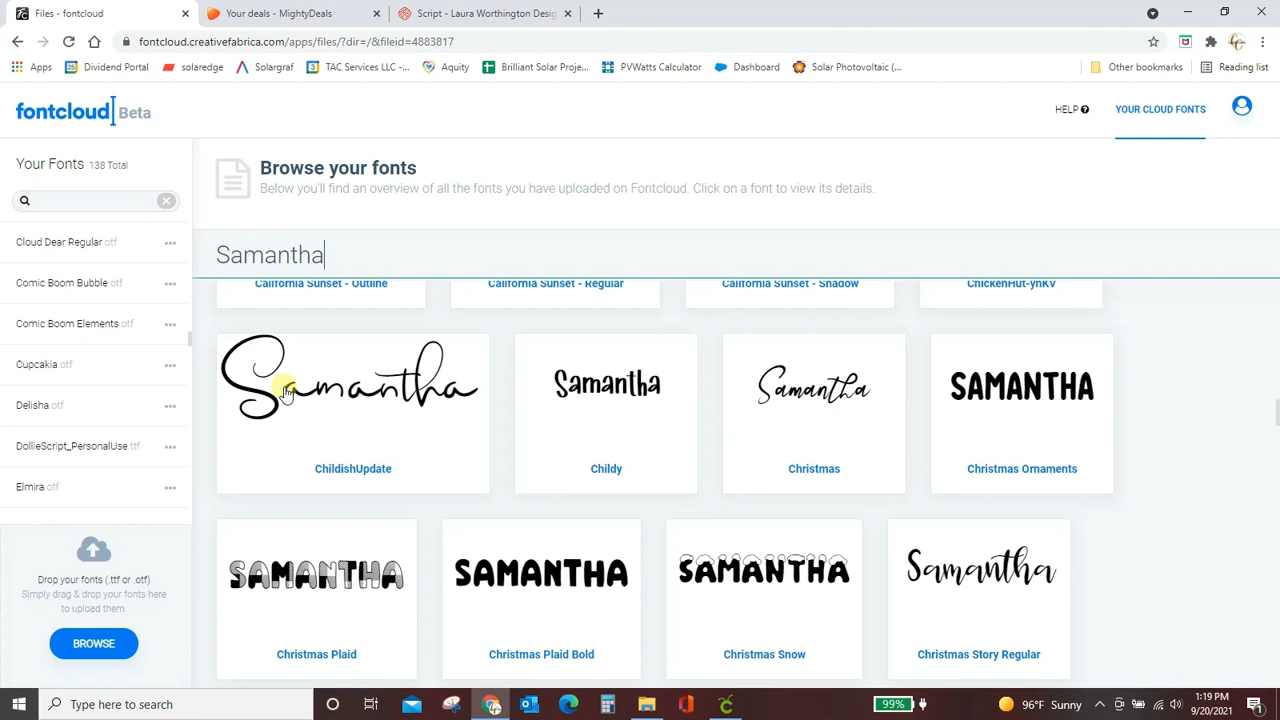 Files - fontcloud
Your deals - MightyDeals
Script - Laura Worthington Desig
fontcloud.creativefabrica.com/apps/files/?dir=/&fileid=4883817
Apps
Dividend Portal
solaredge
Solargraf
TAC Services LLC -...
Aquity
Brilliant Solar Proje...
PVWatts Calculator
Dashboard
Solar Photovoltaic (...
Other bookmarks
Reading list
fontcloud Beta
HELP
YOUR CLOUD FONTS
Your Fonts 138 Total
Browse your fonts
Below you'll find an overview of all the fonts you have uploaded on Fontcloud. Click on a font to view its details.
Samantha
Cloud Dear Regular.otf
Comic Boom Bubble.otf
Comic Boom Elements.otf
Cupcakia.otf
Delisha.otf
DollieScript_PersonalUse.ttf
Elmira.otf
California Sunset - Outline
California Sunset - Regular
California Sunset - Shadow
ChickenHut-ynKV
Samantha
Samantha
Samantha
SAMANTHA
ChildishUpdate
Childy
Christmas
Christmas Ornaments
SAMANTHA
SAMANTHA
SAMANTHA
Samantha
Christmas Plaid
Christmas Plaid Bold
Christmas Snow
Christmas Story Regular
Drop your fonts (.ttf or .otf)
Simply drag & drop your fonts here
to upload them.
BROWSE
Type here to search
99%
96°F Sunny
1:19 PM
9/20/2021